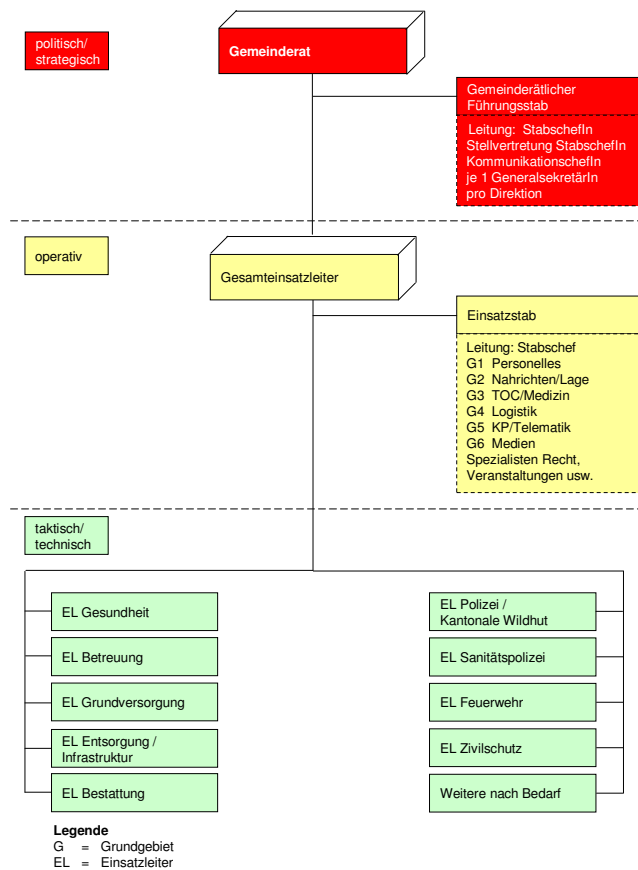 politisch/
strategisch
Gemeinderat
Gemeinderätlicher
Führungsstab
Leitung: StabschefIn
Stellvertretung StabschefIn
KommunikationschefIn
je 1 GeneralsekretärIn
pro Direktion
operativ
Gesamteinsatzleiter
Einsatzstab
Leitung: Stabschef
G1 Personelles
G2 Nachrichten/Lage
G3 TOC/Medizin
G4 Logistik
G5 KP/Telematik
G6 Medien
Spezialisten Recht,
Veranstaltungen usw.
taktisch/
technisch
EL Gesundheit
EL Betreuung
EL Grundversorgung
EL Entsorgung /
Infrastruktur
EL Bestattung
EL Polizei /
Kantonale Wildhut
EL Sanitätspolizei
EL Feuerwehr
EL Zivilschutz
Weitere nach Bedarf
Legende
G = Grundgebiet
EL = Einsatzleiter